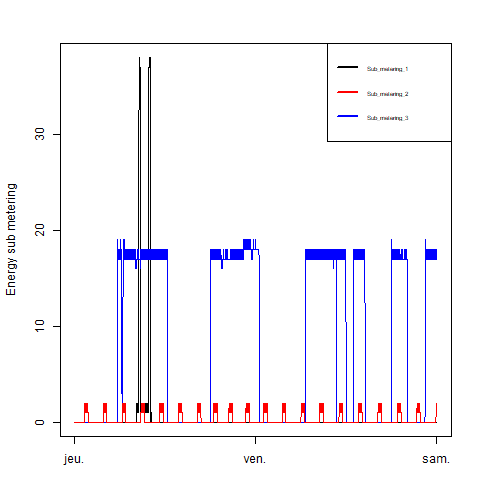 Sub_metering_1
Sub_metering_2
Sub_metering_3
Energy sub metering
30
20
10
0
jeu. ven. sam.